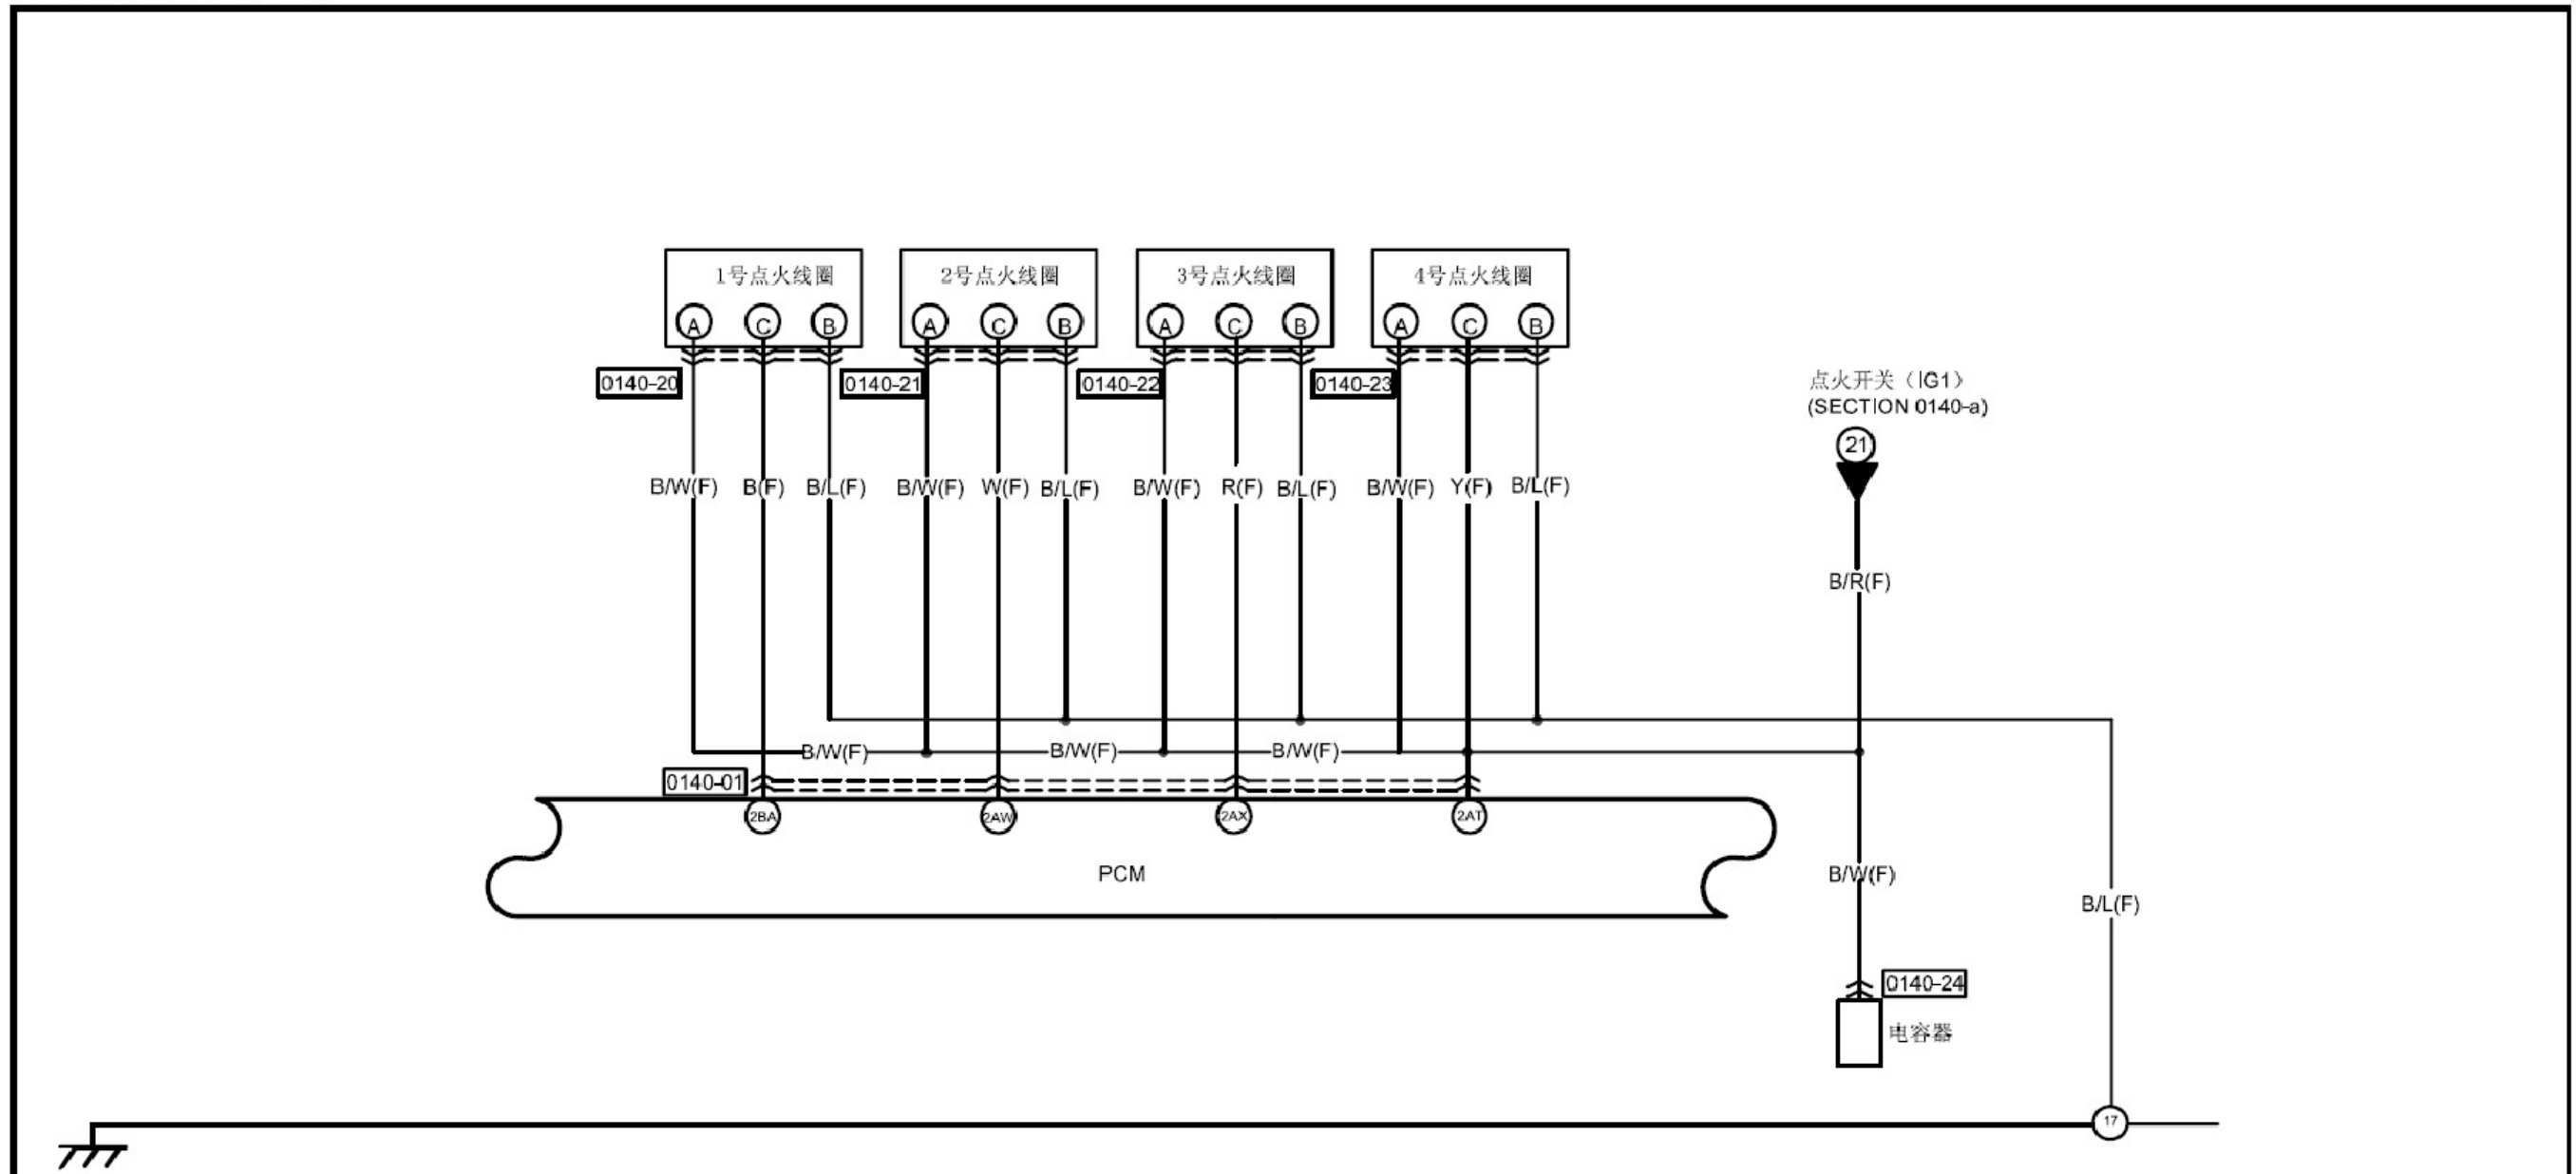 1号点火线圈
A C B
2号点火线圈
A C B
3号点火线圈
A C B
4号点火线圈
A C B
0140-20
0140-21
0140-22
0140-23
点火开关（IG1）
(SECTION 0140-a)
21
B/W(F) B(F) B/L(F) B/W(F) W(F) B/L(F) B/W(F) R(F) B/L(F) B/W(F) Y(F) B/L(F)
B/R(F)
B/W(F) B/W(F) B/W(F)
0140-01
2BA 2AW 2AX 2AT
PCM
B/W(F)
B/L(F)
0140-24
电容器
17